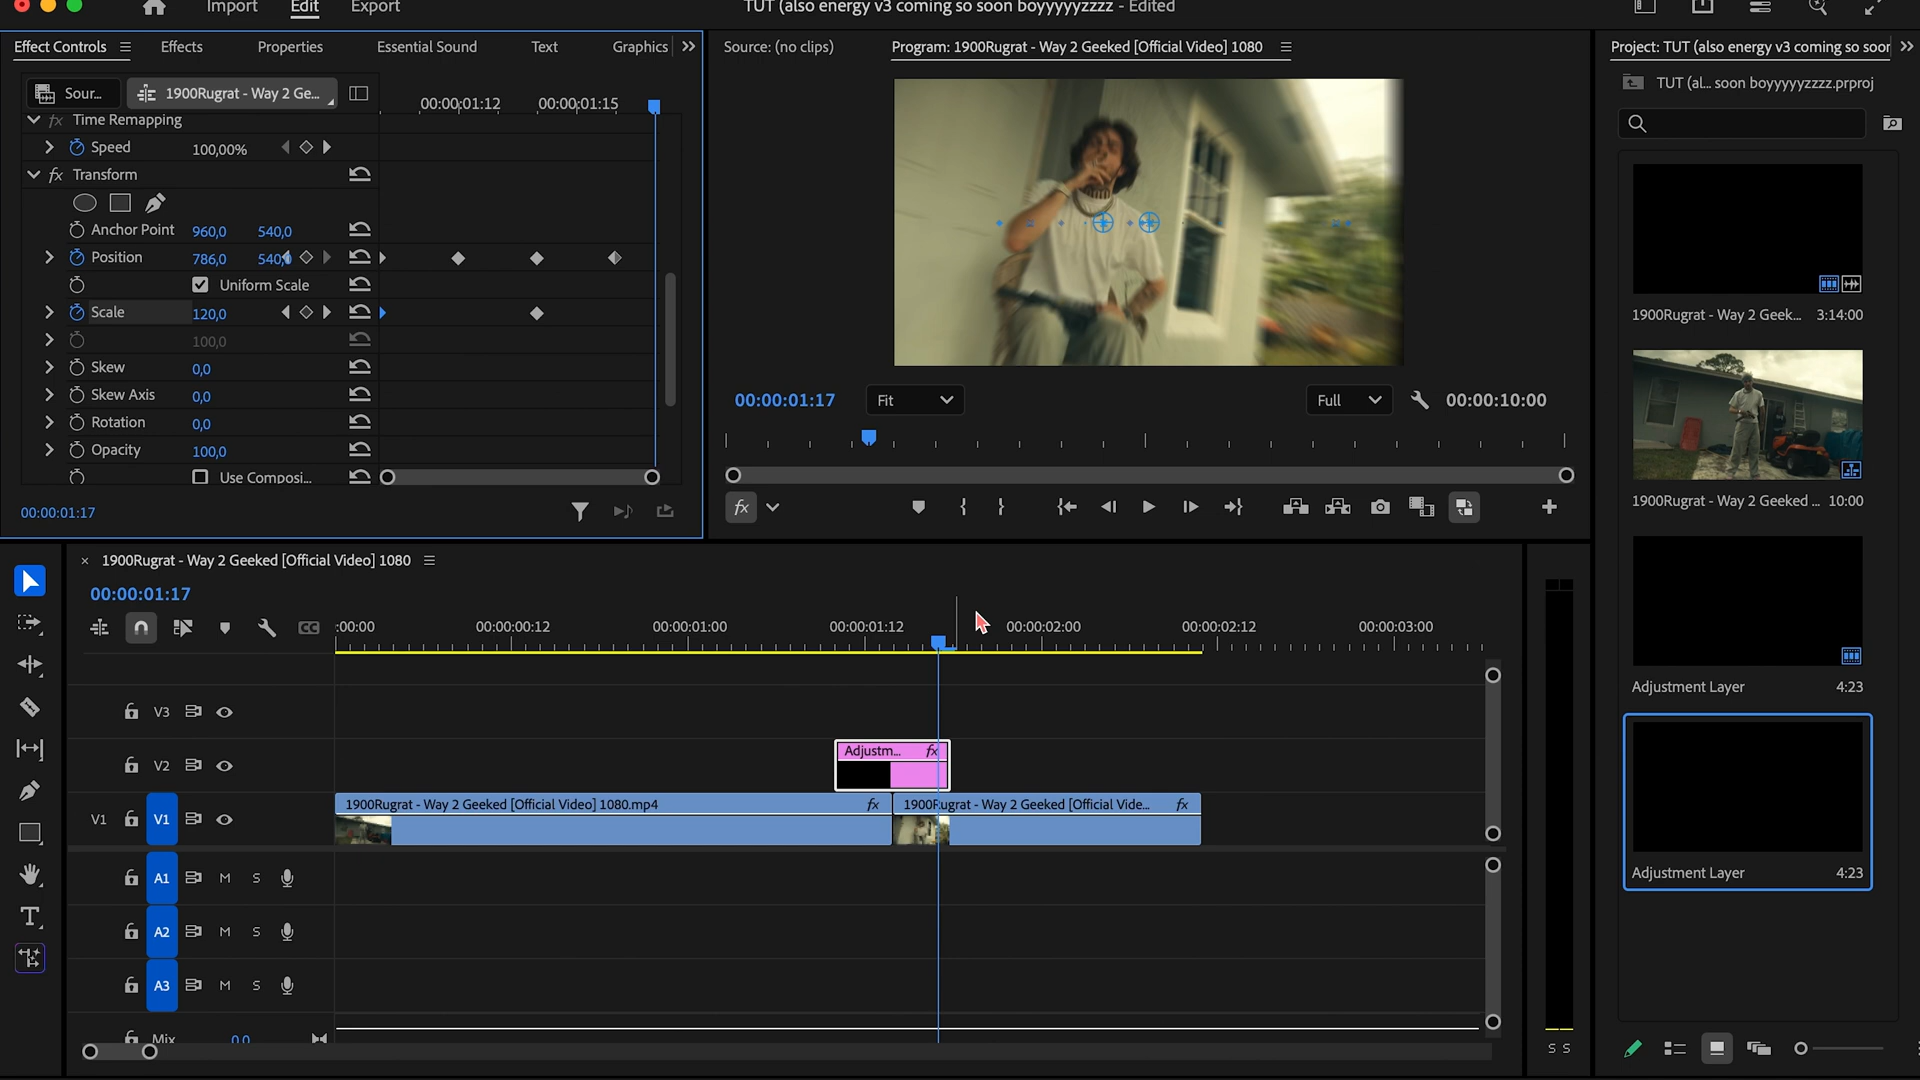 Import
Edit
Export
TUT (also energy v3 coming so soon boyyyyyzzzz - Edited
Effect Controls
Effects
Properties
Essential Sound
Text
Graphics
Source: (no clips)
Program: 1900Rugrat - Way 2 Geeked [Official Video] 1080
Project: TUT (also energy v3 coming so soon
Sour...
1900Rugrat - Way 2 Ge...
00:00:01:12
00:00:01:15
TUT (al... soon boyyyyyzzzz.prproj
fx Time Remapping
Speed
100,00%
fx Transform
Anchor Point
960,0
540,0
Position
786,0
540,0
Uniform Scale
Scale
120,0
100,0
Skew
0,0
Skew Axis
0,0
Rotation
0,0
Opacity
100,0
Use Composi...
00:00:01:17
00:00:01:17
Fit
Full
00:00:10:00
fx
1900Rugrat - Way 2 Geek...
3:14:00
1900Rugrat - Way 2 Geeked ...
10:00
Adjustment Layer
4:23
Adjustment Layer
4:23
1900Rugrat - Way 2 Geeked [Official Video] 1080
00:00:01:17
CC
:00:00
00:00:00:12
00:00:01:00
00:00:01:12
00:00:02:00
00:00:02:12
00:00:03:00
V3
V2
Adjustm...
fx
V1
V1
1900Rugrat - Way 2 Geeked [Official Video] 1080.mp4
fx
1900Rugrat - Way 2 Geeked [Official Vide...
fx
A1
M
S
A2
M
S
A3
M
S
Mix
0,0
T
S S